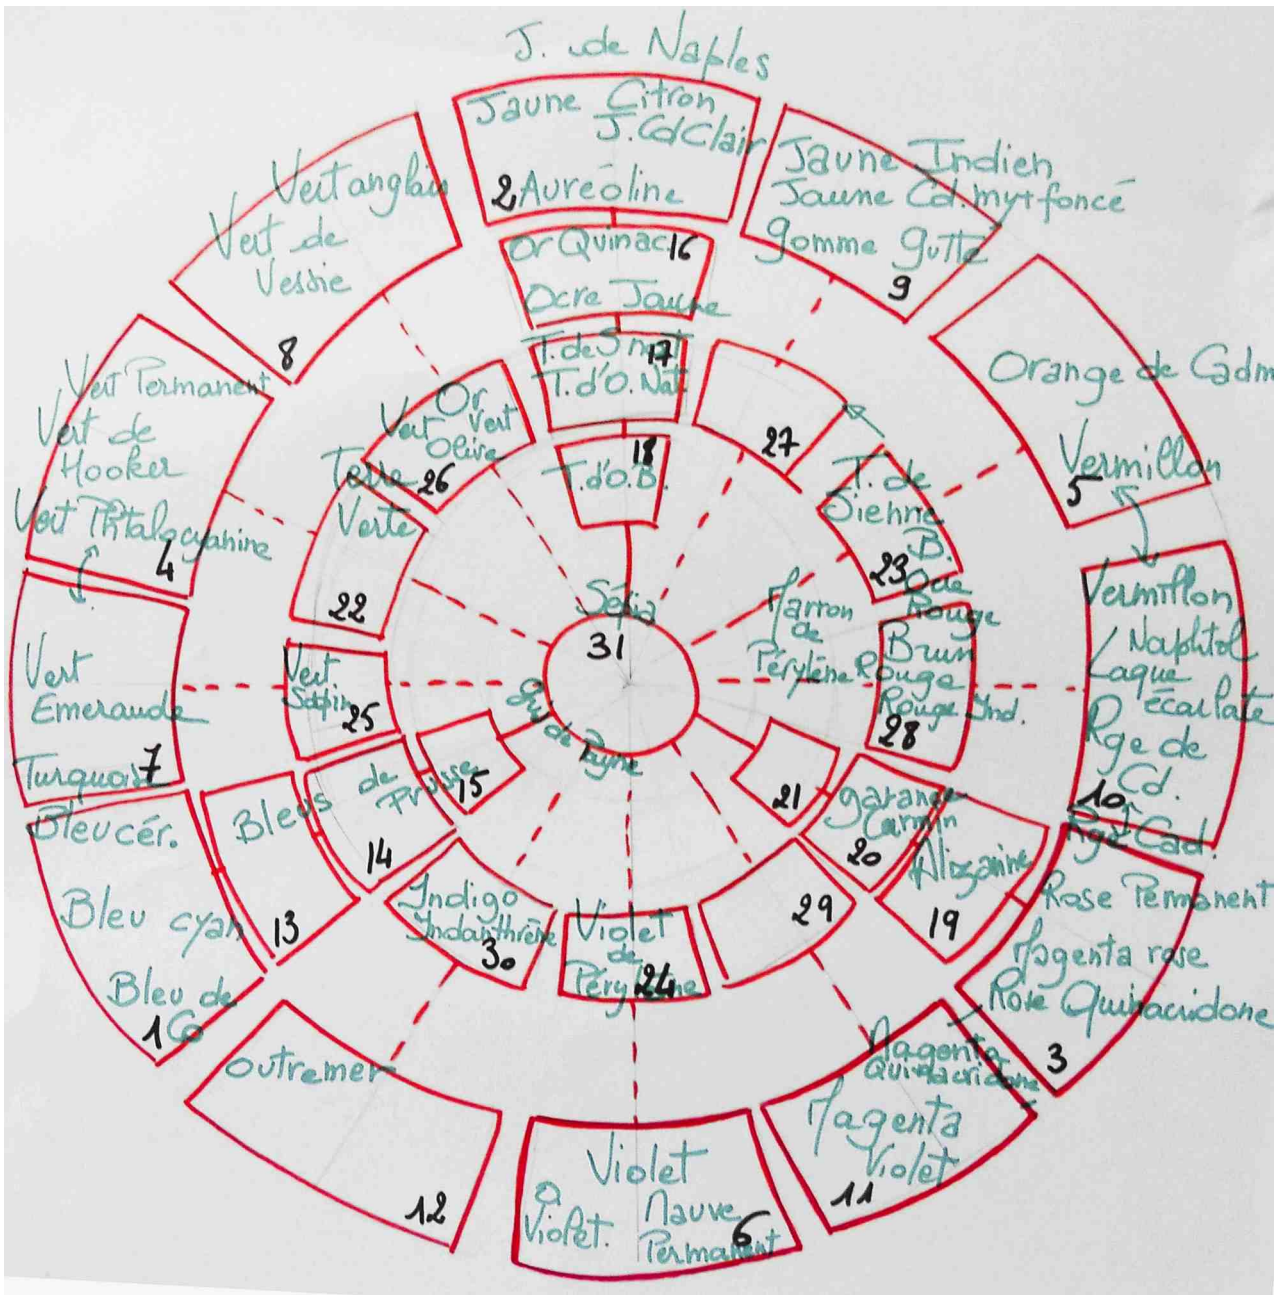 J. de Naples
Jaune Citron
J. Cd Clair
2 Auréoline
Jaune Indien
Jaune Cd. my+foncé
gomme gutte
9
Orange de Cadm
Vermillon
5
Vermillon
Naphtol
Laque
Écarlate
Rge de
Cd.
10
Rge Cad.
Rose Permanent
Magenta rose
Rose Quinacridone
3
Magenta
Quinacridone
Magenta
Violet
11
Violet
O
Violet.
Mauve
Permanent
6
Outremer
12
Bleu cér.
Bleu cyan
Bleu de
1 Co
Vert
Emeraude
Turquoise
7
Vert Permanent
Vert de
Hooker
Vert Phtalocyanine
4
Vert anglais
Vert de
Vessie
8
Or Quinac. 16
Ocre Jaune
T. de S nat 17
T. d'O. Nat
18
T. d'O. B.
27
T. de
Sienne
B.
23
Ocre
Rouge
Brun
Rouge
Rouge Ind.
28
Marron
de
Pérylène
21
garance
Carmin
20
Alizarine
19
29
Violet
de
Pérylène
24
Indigo
Indanthrène
30
Bleus de Prusse
13
14
15
Vert
Sapin
25
Terre
Verte
22
Or
Vert
Vert
Olive
26
Sépia
31
Gris de Payne